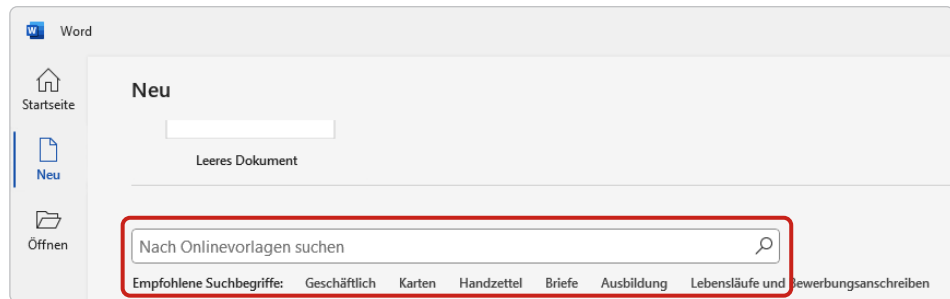 Word
Startseite
Neu
Neu
Leeres Dokument
Öffnen
Nach Onlinevorlagen suchen
Empfohlene Suchbegriffe: Geschäftlich Karten Handzettel Briefe Ausbildung Lebensläufe und Bewerbungsanschreiben